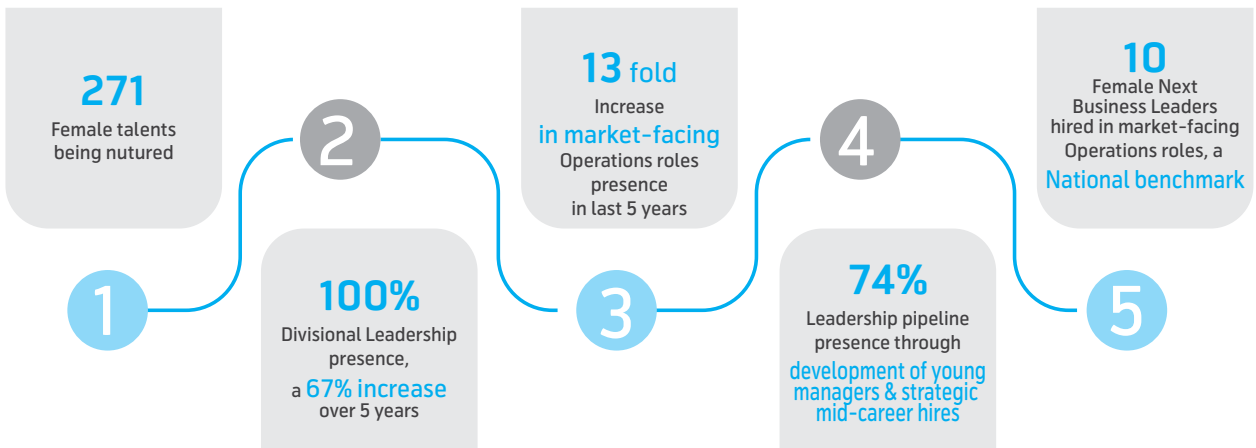 271
Female talents
being nutured
1
2
100%
Divisional Leadership
presence,
a 67% increase
over 5 years
13 fold
Increase
in market-facing
Operations roles
presence
in last 5 years
3
4
74%
Leadership pipeline
presence through
development of young
managers & strategic
mid-career hires
10
Female Next
Business Leaders
hired in market-facing
Operations roles, a
National benchmark
5